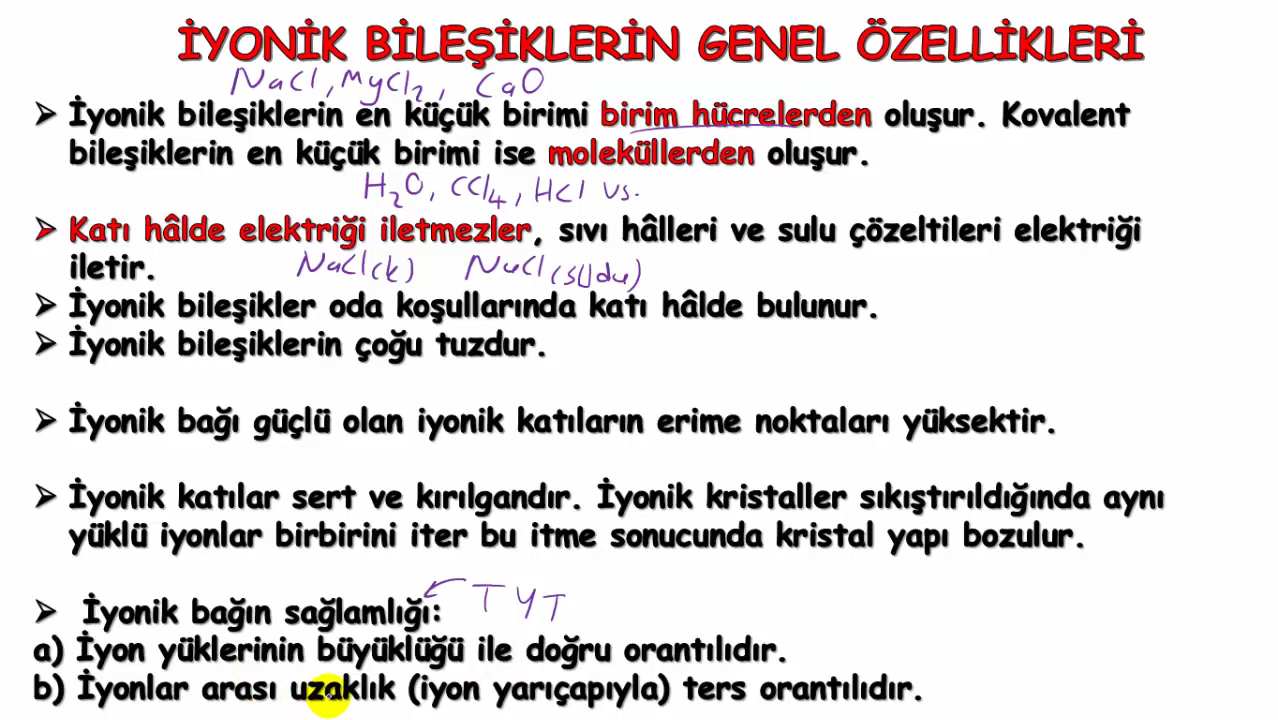 İYONİK BİLEŞİKLERİN GENEL ÖZELLİKLERİ
NaCl, MgCl₂, CaO
➢ İyonik bileşiklerin en küçük birimi birim hücrelerden oluşur. Kovalent
bileşiklerin en küçük birimi ise moleküllerden oluşur.
H₂O, CCl₄, HCl vs.
➢ Katı hâlde elektriği iletmezler, sıvı hâlleri ve sulu çözeltileri elektriği
iletir. NaCl(k) NaCl(suda)
➢ İyonik bileşikler oda koşullarında katı hâlde bulunur.
➢ İyonik bileşiklerin çoğu tuzdur.
➢ İyonik bağı güçlü olan iyonik katıların erime noktaları yüksektir.
➢ İyonik katılar sert ve kırılgandır. İyonik kristaller sıkıştırıldığında aynı
yüklü iyonlar birbirini iter bu itme sonucunda kristal yapı bozulur.
➢ İyonik bağın sağlamlığı: TYT
a) İyon yüklerinin büyüklüğü ile doğru orantılıdır.
b) İyonlar arası uzaklık (iyon yarıçapıyla) ters orantılıdır.